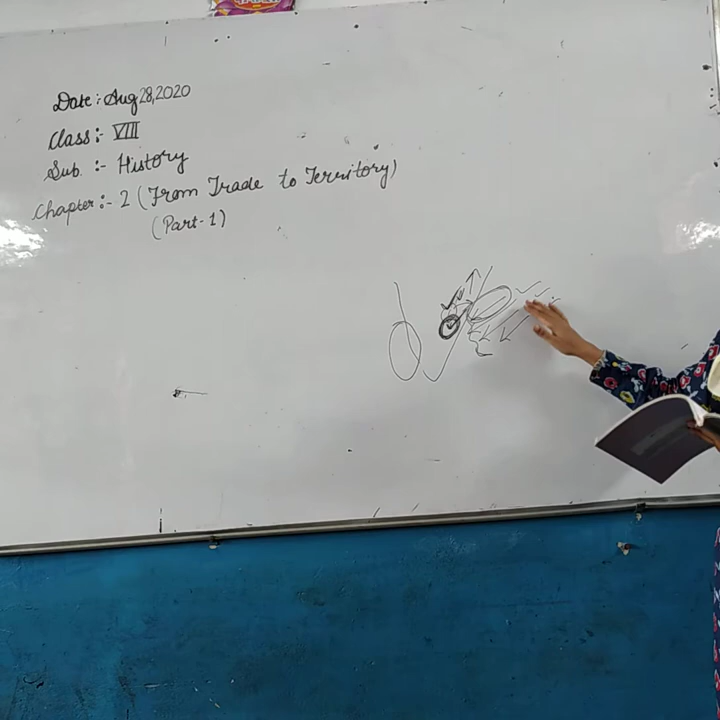 Date :- Aug 28,2020
Class :- VIII
Sub. :- History
Chapter :- 2 (From Trade to Territory)
(Part-1)